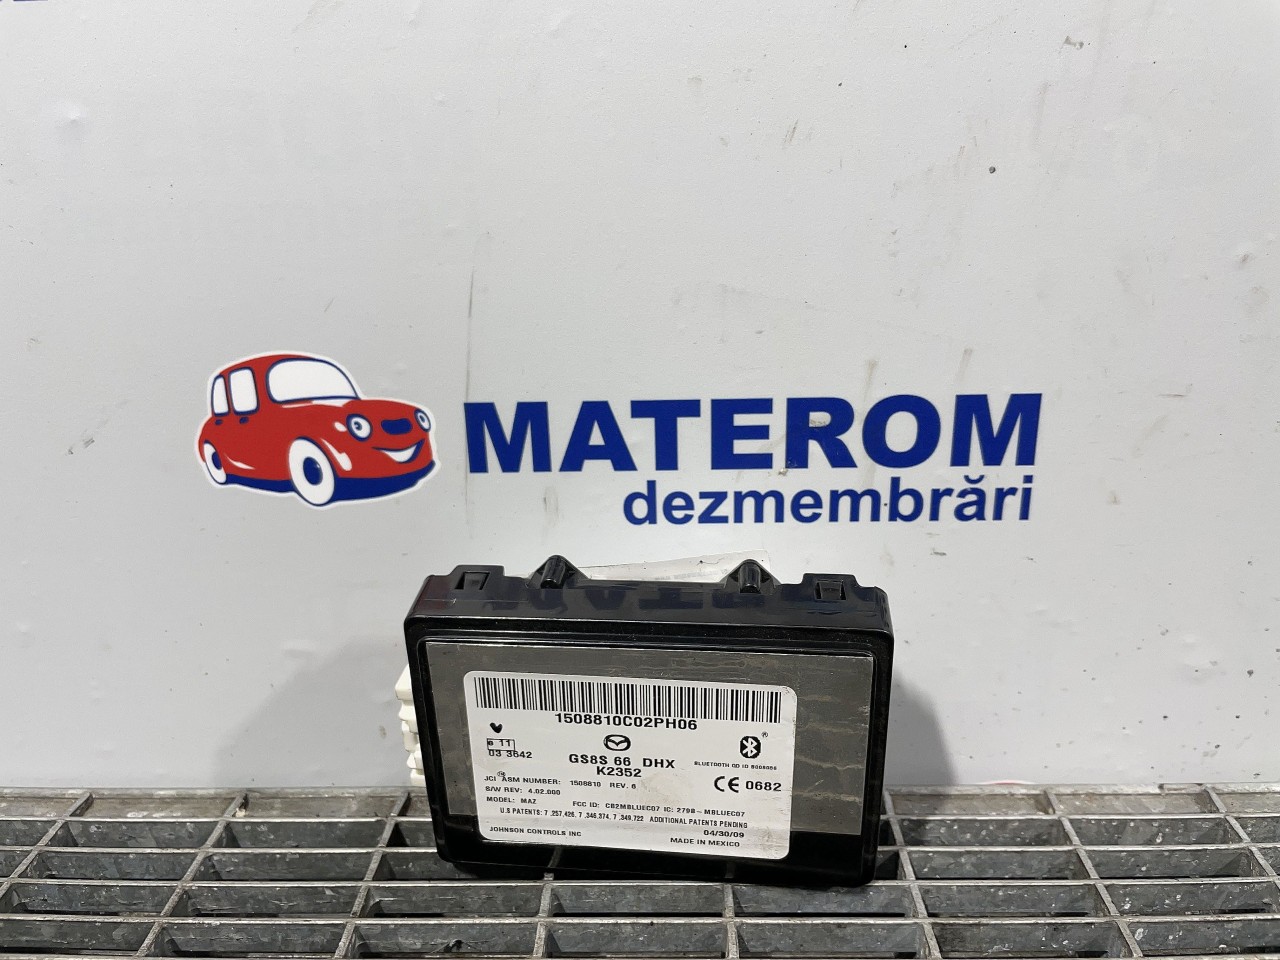 MATEROM
dezmembrări
1508810C02PH06
e 11
03 3642
GS8S 66 DHX
K2352
®
BLUETOOTH QD ID B008086
CE 0682
JCI ASM NUMBER: 1508810 REV. 6
S/W REV: 4.02.000
MODEL: MAZ FCC ID: CB2MBLUEC07 IC: 279B-MBLUEC07
U.S PATENTS: 7,257,426. 7,346,374. 7,349,722 ADDITIONAL PATENTS PENDING
04/30/09
JOHNSON CONTROLS INC MADE IN MEXICO